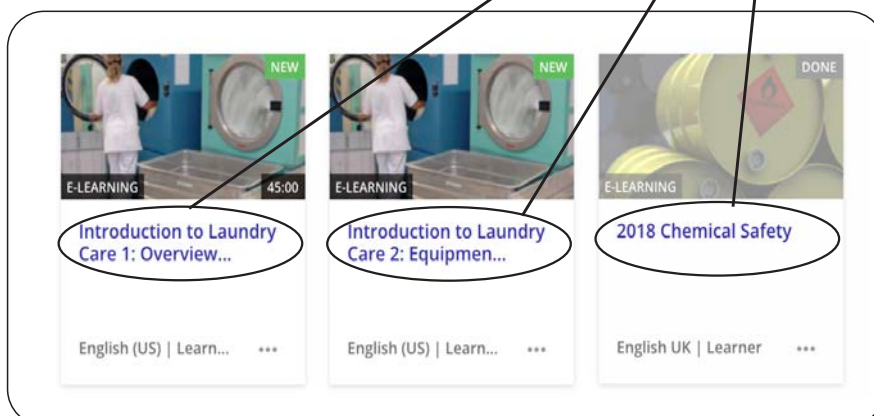 NEW
E-LEARNING
45:00
Introduction to Laundry
Care 1: Overview...
English (US) | Learn...
NEW
E-LEARNING
Introduction to Laundry
Care 2: Equipmen...
English (US) | Learn...
DONE
E-LEARNING
2018 Chemical Safety
English UK | Learner